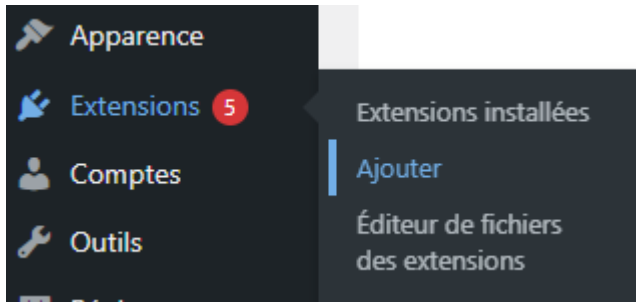 Apparence
Extensions 5
Comptes
Outils
Extensions installées
Ajouter
Éditeur de fichiers
des extensions